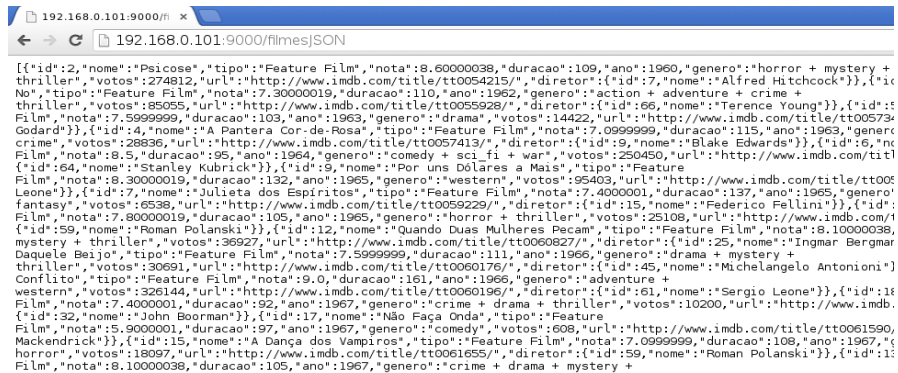 192.168.0.101:9000/fi
192.168.0.101:9000/filmesJSON
[{"id":2,"nome":"Psicose","tipo":"Feature Film","nota":8.60000038,"duracao":109,"ano":1960,"genero":"horror + mystery +
thriller","votos":274812,"url":"http://www.imdb.com/title/tt0054215/","diretor":{"id":7,"nome":"Alfred Hitchcock"}},{"id
No","tipo":"Feature Film","nota":7.30000019,"duracao":110,"ano":1962,"genero":"action + adventure + crime +
thriller","votos":85055,"url":"http://www.imdb.com/title/tt0055928/","diretor":{"id":66,"nome":"Terence Young"}},{"id":5
Film","nota":7.5999999,"duracao":103,"ano":1963,"genero":"drama","votos":14422,"url":"http://www.imdb.com/title/tt005734
Godard"}},{"id":4,"nome":"A Pantera Cor-de-Rosa","tipo":"Feature Film","nota":7.0999999,"duracao":115,"ano":1963,"genero
crime","votos":28836,"url":"http://www.imdb.com/title/tt0057413/","diretor":{"id":9,"nome":"Blake Edwards"}},{"id":6,"no
Film","nota":8.5,"duracao":95,"ano":1964,"genero":"comedy + sci_fi + war","votos":250450,"url":"http://www.imdb.com/titl
{"id":64,"nome":"Stanley Kubrick"}},{"id":9,"nome":"Por uns Dólares a Mais","tipo":"Feature
Film","nota":8.30000019,"duracao":132,"ano":1965,"genero":"western","votos":95403,"url":"http://www.imdb.com/title/tt005
Leone"}},{"id":7,"nome":"Julieta dos Espíritos","tipo":"Feature Film","nota":7.4000001,"duracao":137,"ano":1965,"genero"
fantasy","votos":6538,"url":"http://www.imdb.com/title/tt0059229/","diretor":{"id":15,"nome":"Federico Fellini"}},{"id":
Film","nota":7.80000019,"duracao":105,"ano":1965,"genero":"horror + thriller","votos":25108,"url":"http://www.imdb.com/t
{"id":59,"nome":"Roman Polanski"}},{"id":12,"nome":"Quando Duas Mulheres Pecam","tipo":"Feature Film","nota":8.10000038,
mystery + thriller","votos":36927,"url":"http://www.imdb.com/title/tt0060827/","diretor":{"id":25,"nome":"Ingmar Bergman
Daquele Beijo","tipo":"Feature Film","nota":7.5999999,"duracao":111,"ano":1966,"genero":"drama + mystery +
thriller","votos":30691,"url":"http://www.imdb.com/title/tt0060176/","diretor":{"id":45,"nome":"Michelangelo Antonioni"}
Conflito","tipo":"Feature Film","nota":9.0,"duracao":161,"ano":1966,"genero":"adventure +
western","votos":326144,"url":"http://www.imdb.com/title/tt0060196/","diretor":{"id":61,"nome":"Sergio Leone"}},{"id":18
Film","nota":7.4000001,"duracao":92,"ano":1967,"genero":"crime + drama + thriller","votos":10200,"url":"http://www.imdb.
{"id":32,"nome":"John Boorman"}},{"id":17,"nome":"Não Faça Onda","tipo":"Feature
Film","nota":5.9000001,"duracao":97,"ano":1967,"genero":"comedy","votos":608,"url":"http://www.imdb.com/title/tt0061590/
Mackendrick"}},{"id":15,"nome":"A Dança dos Vampiros","tipo":"Feature Film","nota":7.0999999,"duracao":108,"ano":1967,"g
horror","votos":18097,"url":"http://www.imdb.com/title/tt0061655/","diretor":{"id":59,"nome":"Roman Polanski"}},{"id":13
Film","nota":8.10000038,"duracao":105,"ano":1967,"genero":"crime + drama + mystery +